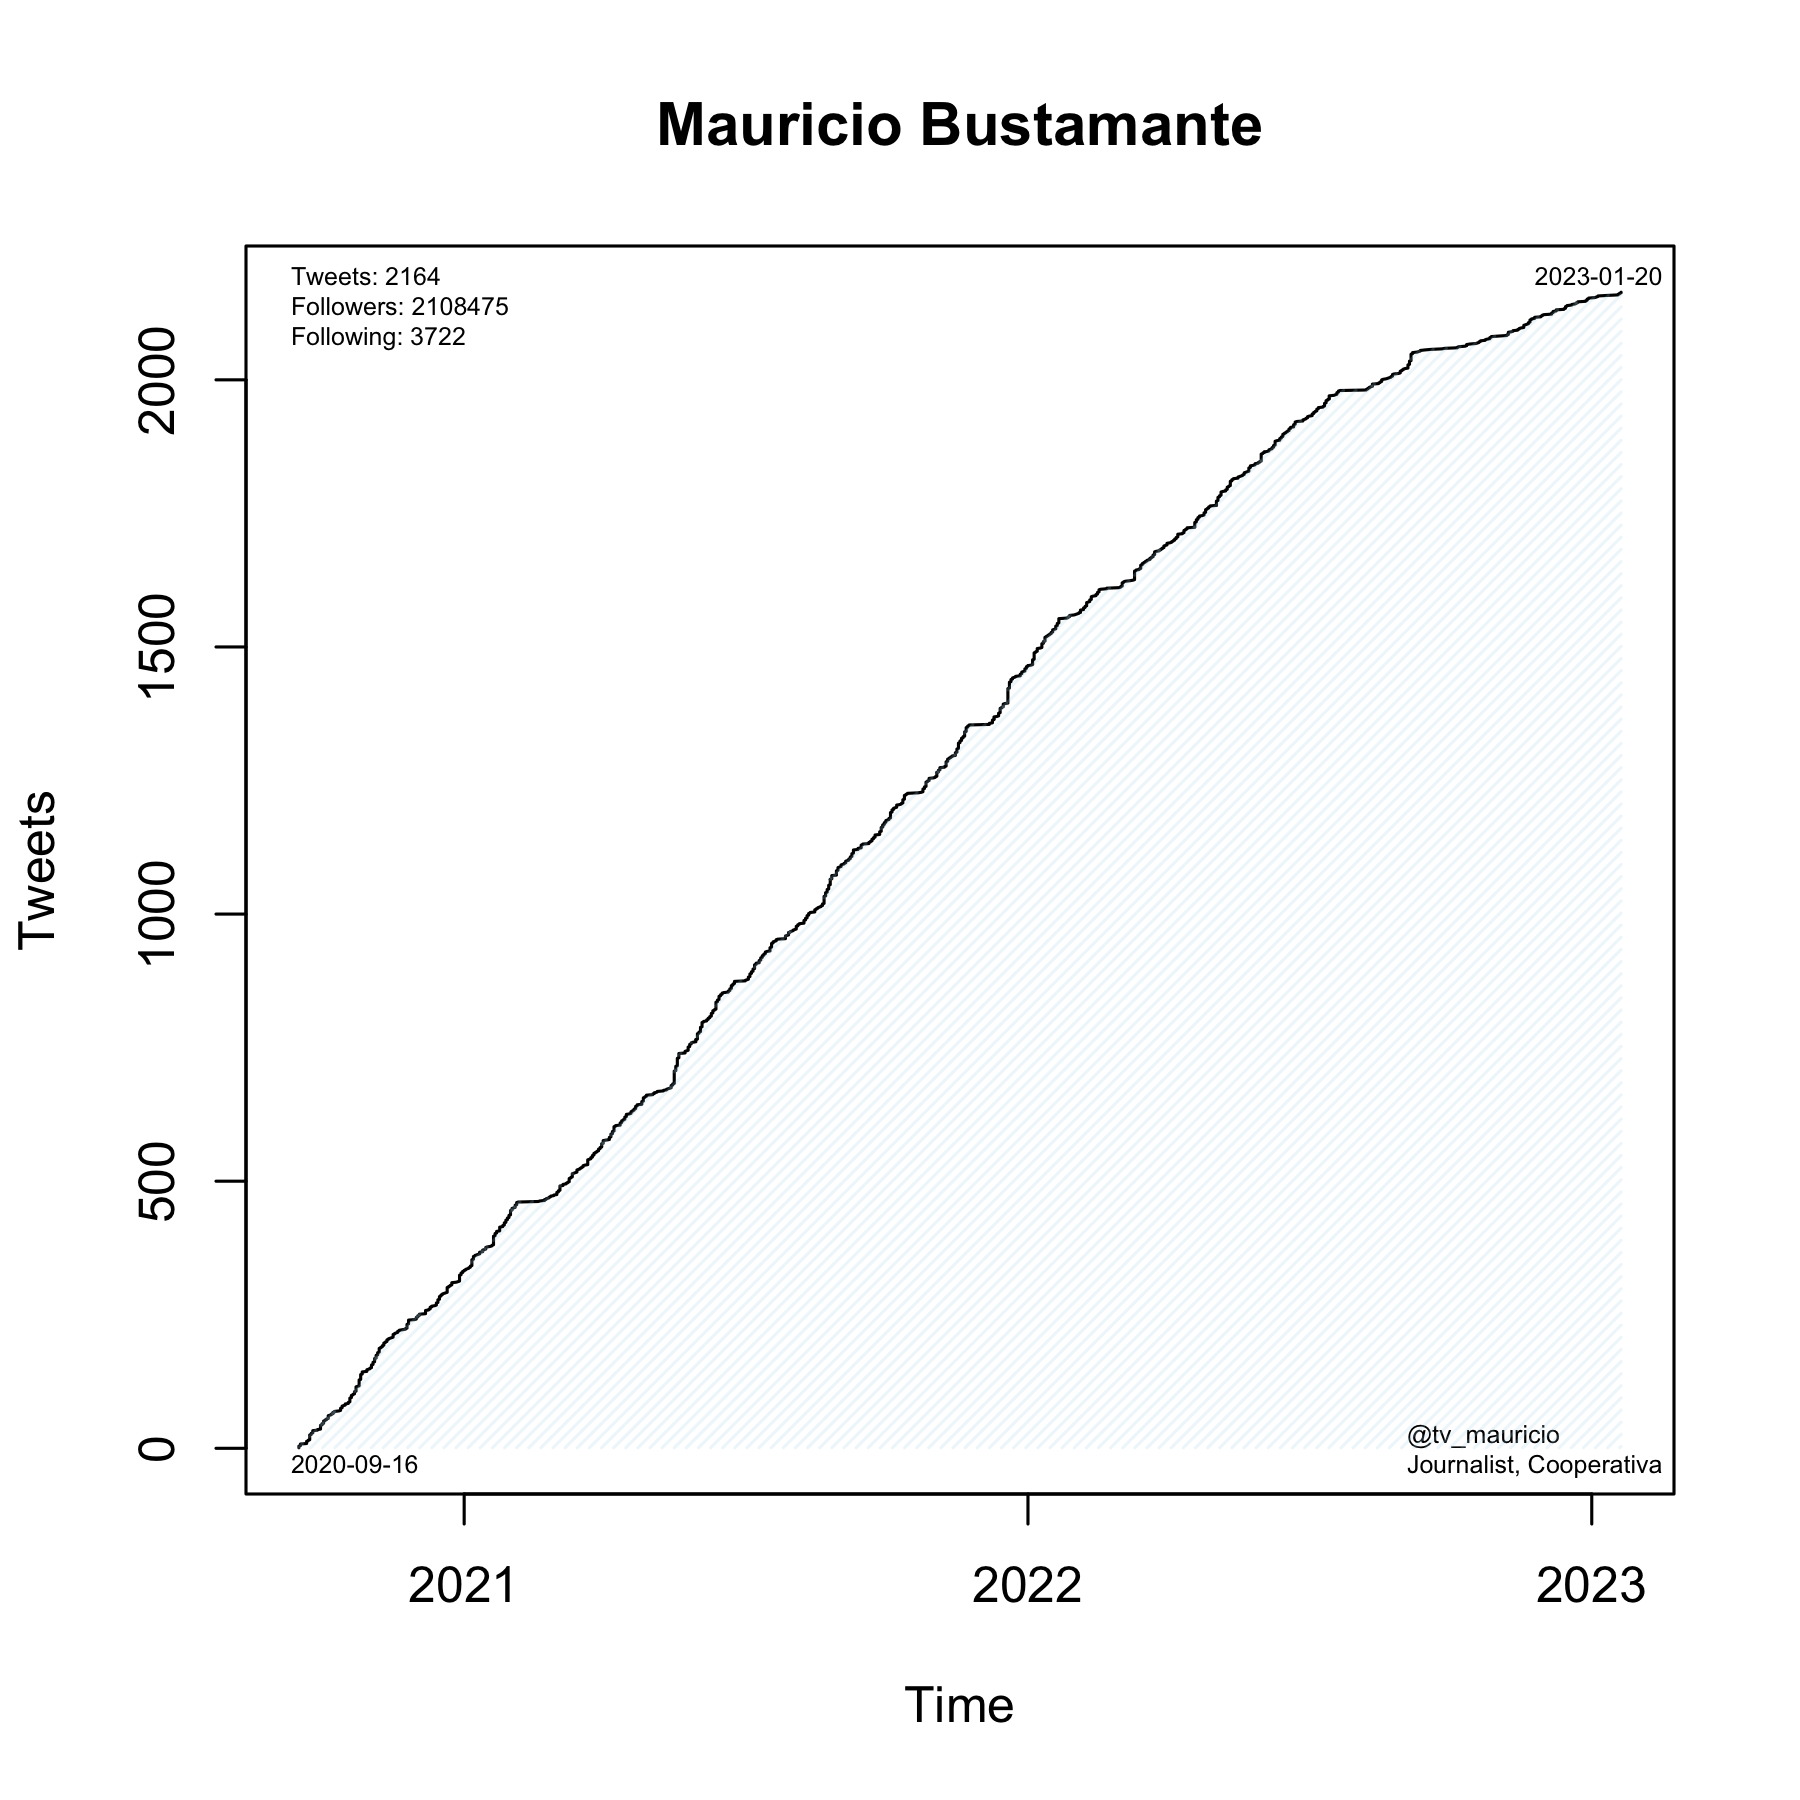 Mauricio Bustamante
Tweets: 2164
Followers: 2108475
Following: 3722
2023-01-20
2000
1500
1000
500
0
Tweets
@tv_mauricio
Journalist, Cooperativa
2020-09-16
2021
2022
2023
Time